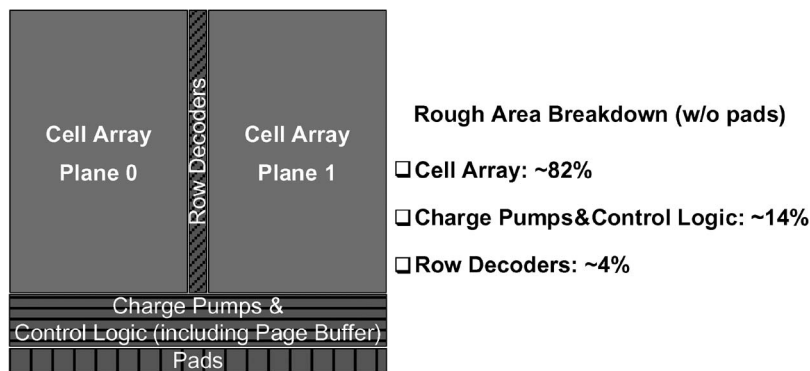 Cell Array
Plane 0
Row Decoders
Cell Array
Plane 1
Charge Pumps &
Control Logic (including Page Buffer)
Pads
Rough Area Breakdown (w/o pads)
Cell Array: ~82%
Charge Pumps&Control Logic: ~14%
Row Decoders: ~4%